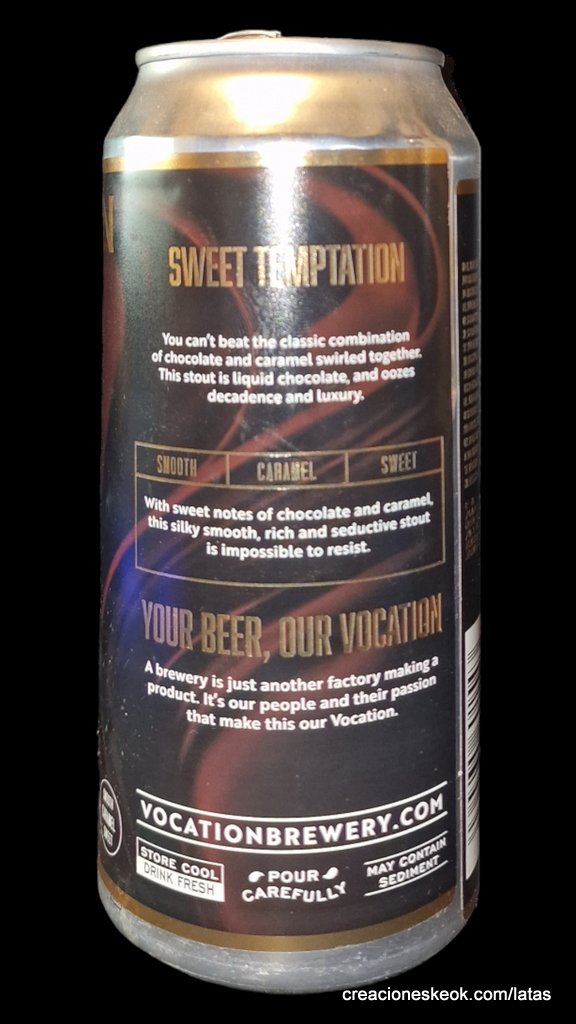 SWEET TEMPTATION
You can't beat the classic combination
of chocolate and caramel swirled together.
This stout is liquid chocolate, and oozes
decadence and luxury.
SMOOTH CARAMEL SWEET
With sweet notes of chocolate and caramel,
this silky smooth, rich and seductive stout
is impossible to resist.
YOUR BEER, OUR VOCATION
A brewery is just another factory making a
product. It's our people and their passion
that make this our Vocation.
VOCATIONBREWERY.COM
STORE COOL
DRINK FRESH
POUR
CAREFULLY
MAY CONTAIN
SEDIMENT
creacioneskeok.com/latas